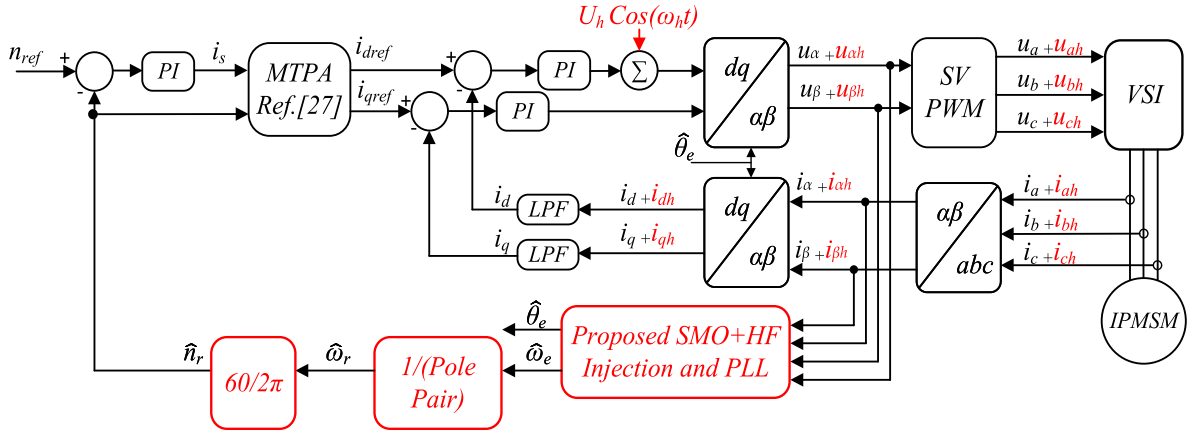 U_h Cos(ω_h t)
n_ref
+
-
PI
i_s
MTPA
Ref.[27]
i_dref
i_qref
+
-
+
-
PI
PI
Σ
dq
αβ
u_α + u_αh
u_β + u_βh
SV
PWM
u_a + u_ah
u_b + u_bh
u_c + u_ch
VSI
θ̂_e
i_d
LPF
i_d + i_dh
i_q
LPF
i_q + i_qh
dq
αβ
i_α + i_αh
i_β + i_βh
αβ
abc
i_a + i_ah
i_b + i_bh
i_c + i_ch
IPMSM
n̂_r
60/2π
ω̂_r
1/(Pole
Pair)
θ̂_e
ω̂_e
Proposed SMO+HF
Injection and PLL